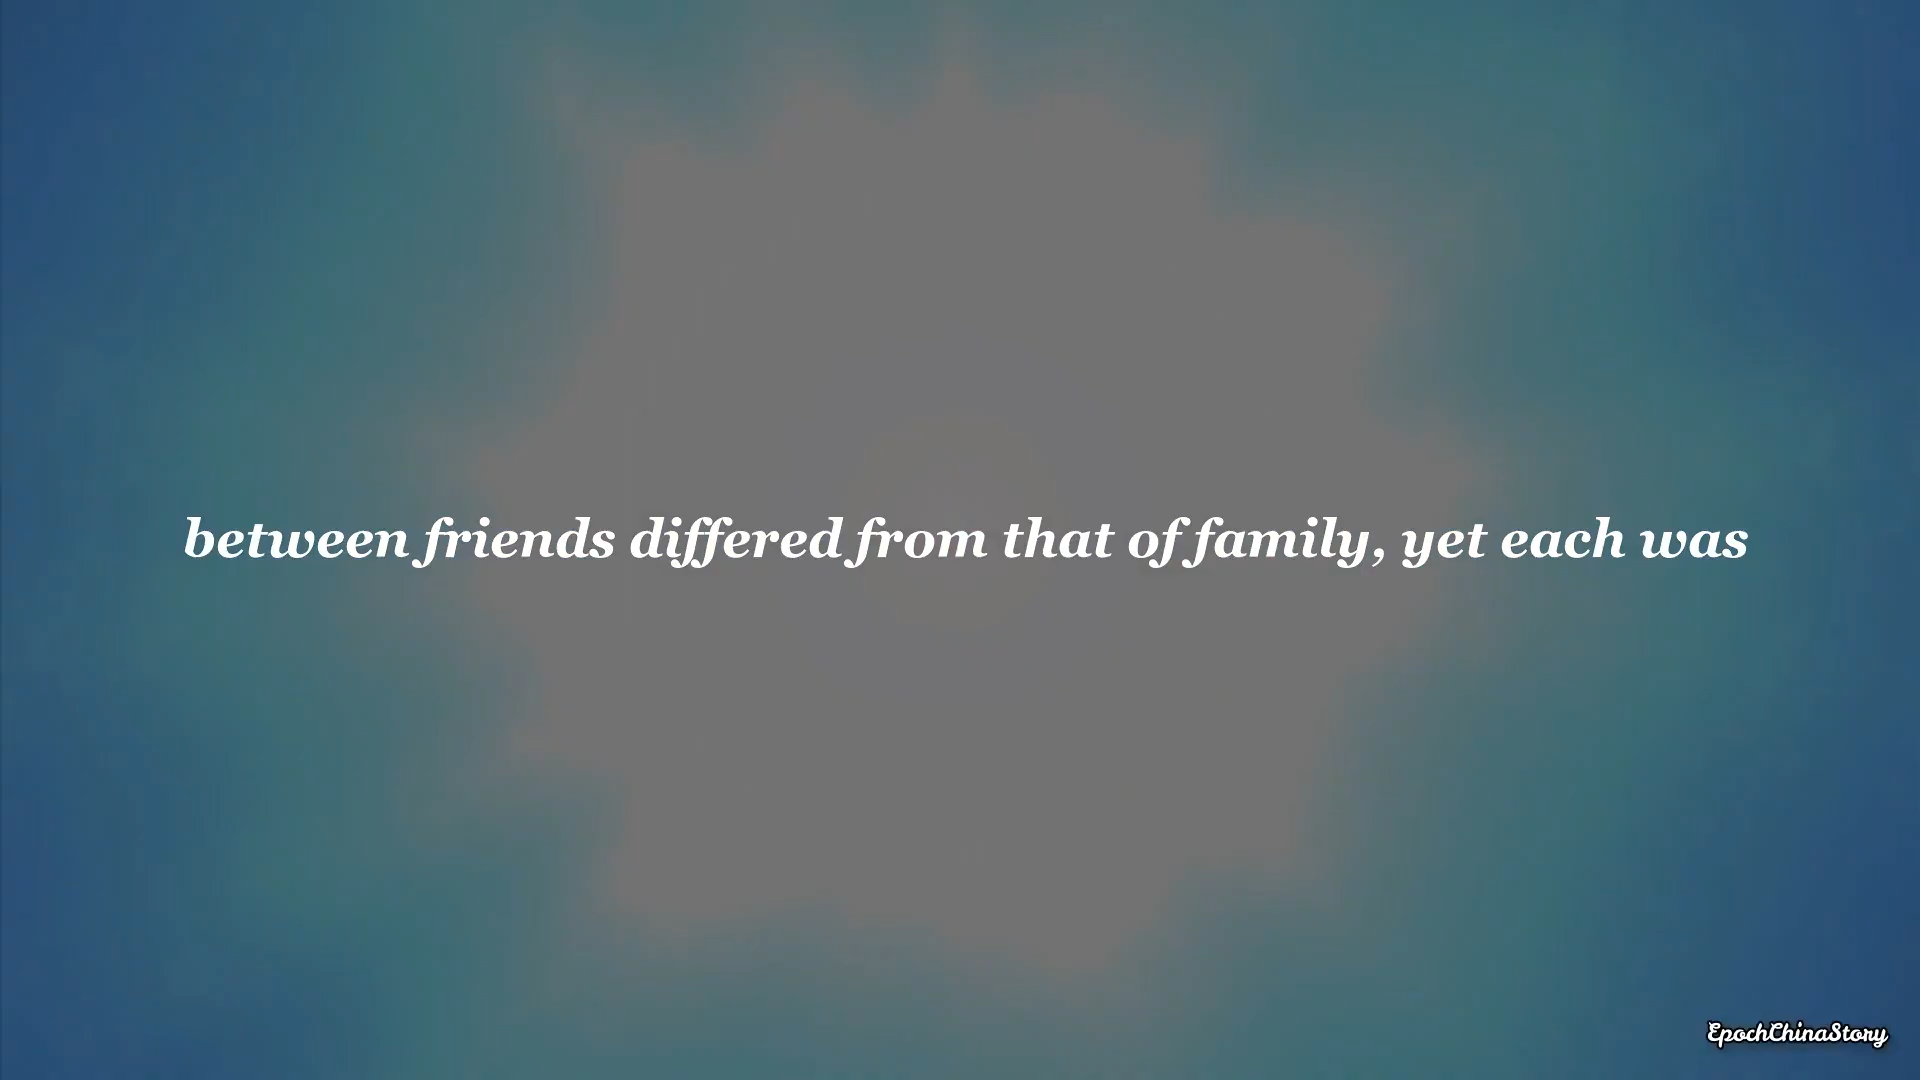 between friends differed from that of family, yet each was
EpochChinaStory